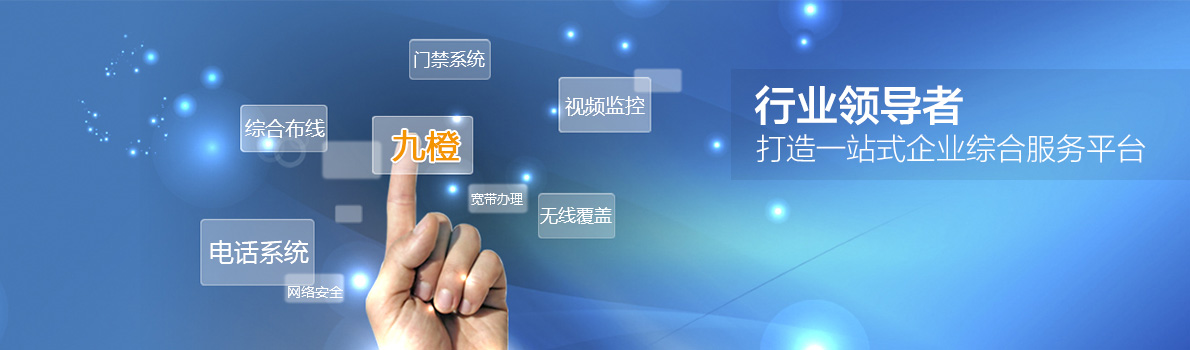 门禁系统
视频监控
综合布线
九橙
宽带办理
无线覆盖
电话系统
网络安全
行业领导者
打造一站式企业综合服务平台